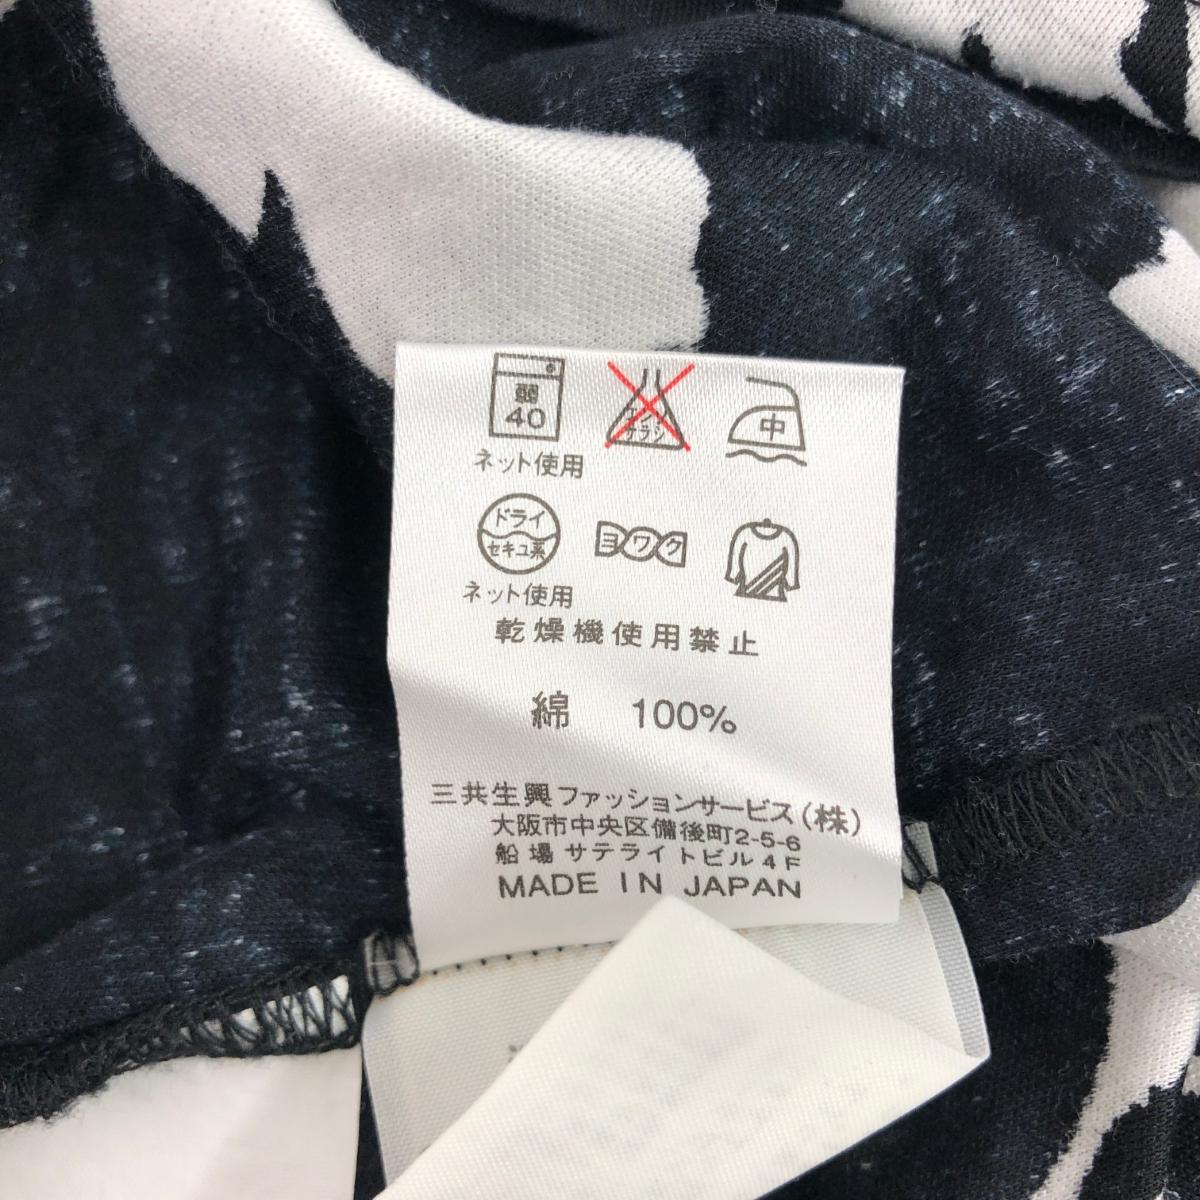 弱
40
エンソ
サラシ
中
ネット使用
ドライ
セキユ系
ヨワク
ネット使用
乾燥機使用禁止
綿 100%
三共生興ファッションサービス(株)
大阪市中央区備後町2-5-6
船場サテライトビル4F
MADE IN JAPAN